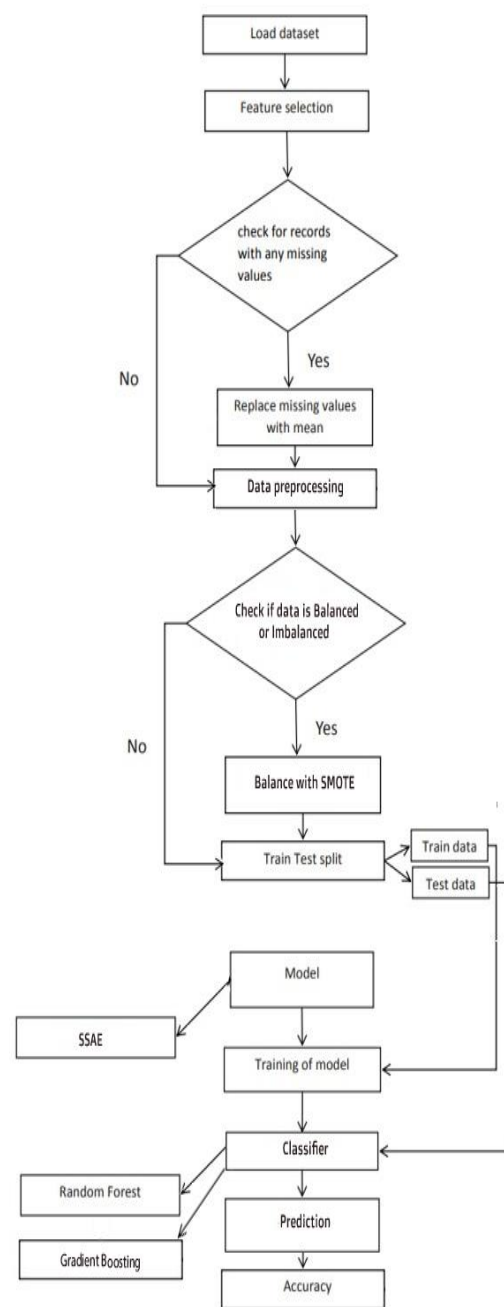 Load dataset
Feature selection
check for records
with any missing
values
No
Yes
Replace missing values
with mean
Data preprocessing
Check if data is Balanced
or Imbalanced
No
Yes
Balance with SMOTE
Train Test split
Train data
Test data
Model
SSAE
Training of model
Classifier
Random Forest
Prediction
Gradient Boosting
Accuracy